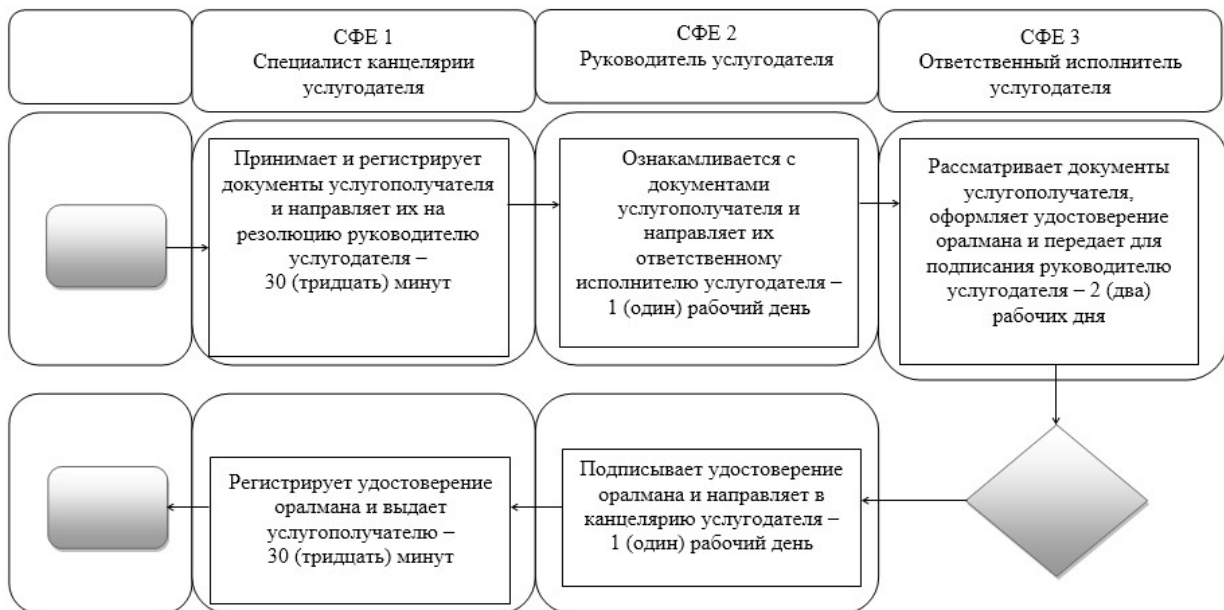 СФЕ 1
Специалист канцелярии
услугодателя
СФЕ 2
Руководитель услугодателя
СФЕ 3
Ответственный исполнитель
услугодателя
Принимает и регистрирует
документы услугополучателя
и направляет их на
резолюцию руководителю
услугодателя –
30 (тридцать) минут
Ознакамливается с
документами
услугополучателя и
направляет их
ответственному
исполнителю услугодателя –
1 (один) рабочий день
Рассматривает документы
услугополучателя,
оформляет удостоверение
оралмана и передает для
подписания руководителю
услугодателя – 2 (два)
рабочих дня
Регистрирует удостоверение
оралмана и выдает
услугополучателю –
30 (тридцать) минут
Подписывает удостоверение
оралмана и направляет в
канцелярию услугодателя –
1 (один) рабочий день